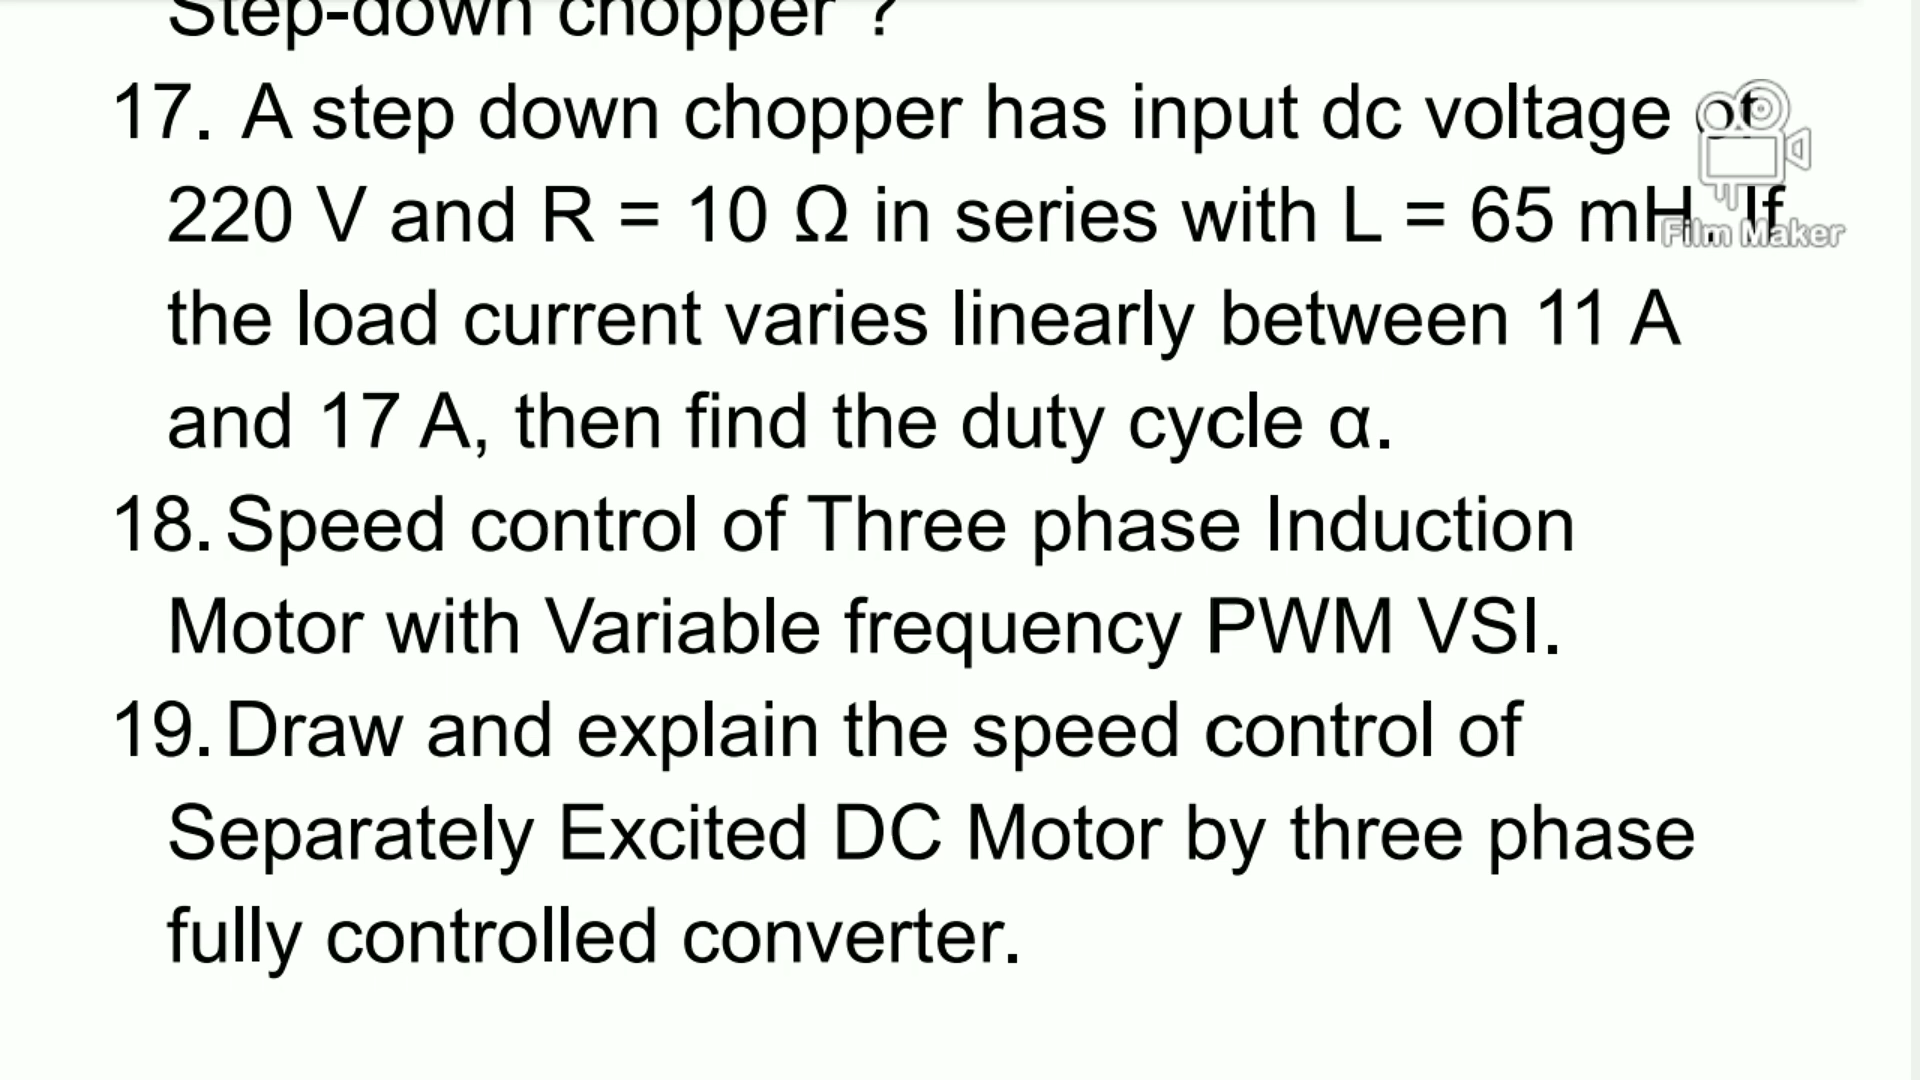 Step-down chopper ?
17. A step down chopper has input dc voltage of
220 V and R = 10 Ω in series with L = 65 mH. If
the load current varies linearly between 11 A
and 17 A, then find the duty cycle α.
18. Speed control of Three phase Induction
Motor with Variable frequency PWM VSI.
19. Draw and explain the speed control of
Separately Excited DC Motor by three phase
fully controlled converter.
Film Maker